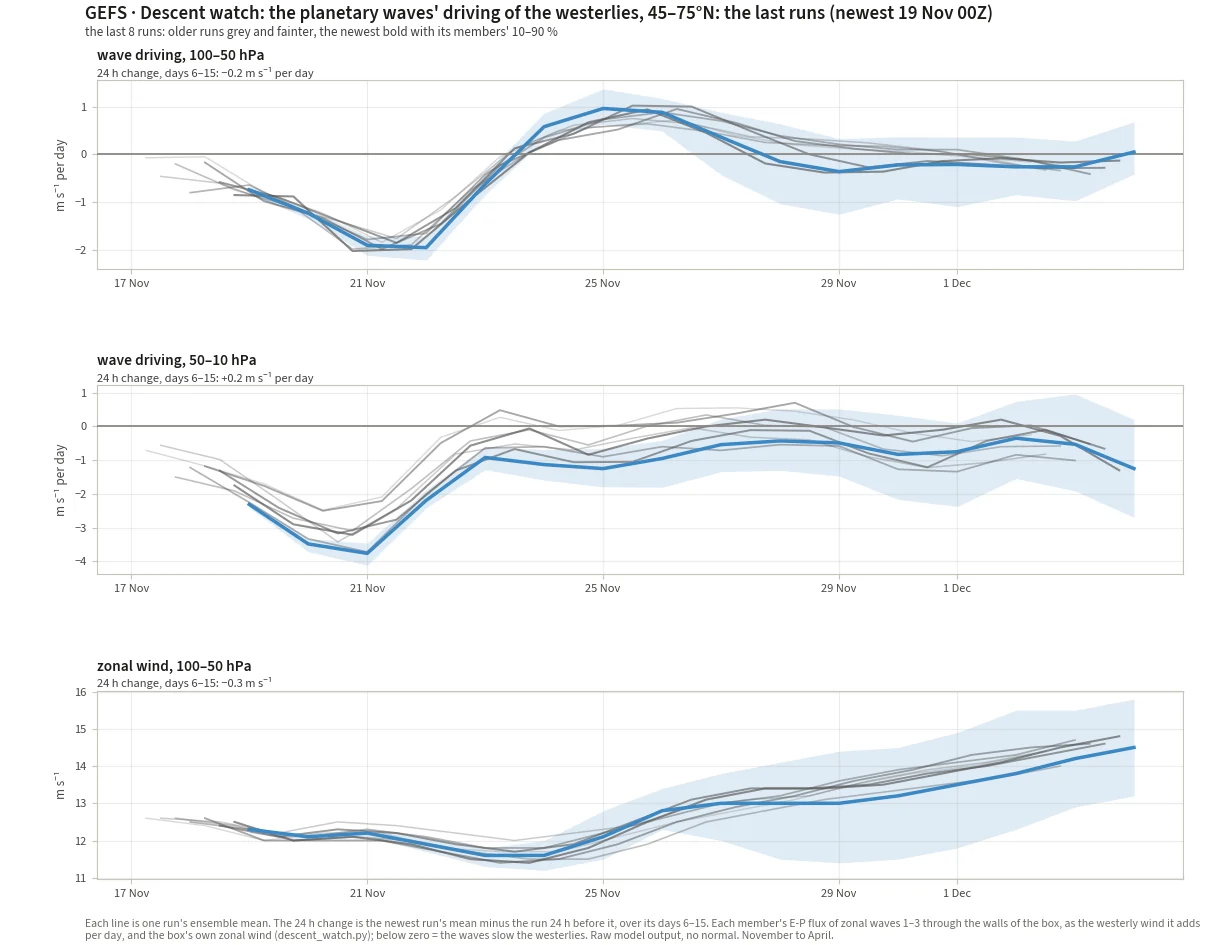 GEFS · Descent watch: the planetary waves' driving of the westerlies, 45–75°N: the last runs (newest 19 Nov 00Z)
the last 8 runs: older runs grey and fainter, the newest bold with its members' 10–90 %
wave driving, 100–50 hPa
24 h change, days 6–15: −0.2 m s⁻¹ per day
1
0
−1
−2
m s⁻¹ per day
17 Nov 21 Nov 25 Nov 29 Nov 1 Dec
wave driving, 50–10 hPa
24 h change, days 6–15: +0.2 m s⁻¹ per day
1
0
−1
−2
−3
−4
m s⁻¹ per day
17 Nov 21 Nov 25 Nov 29 Nov 1 Dec
zonal wind, 100–50 hPa
24 h change, days 6–15: −0.3 m s⁻¹
16
15
14
13
12
11
m s⁻¹
17 Nov 21 Nov 25 Nov 29 Nov 1 Dec
Each line is one run's ensemble mean. The 24 h change is the newest run's mean minus the run 24 h before it, over its days 6–15. Each member's E-P flux of zonal waves 1–3 through the walls of the box, as the westerly wind it adds
per day, and the box's own zonal wind (descent_watch.py); below zero = the waves slow the westerlies. Raw model output, no normal. November to April.